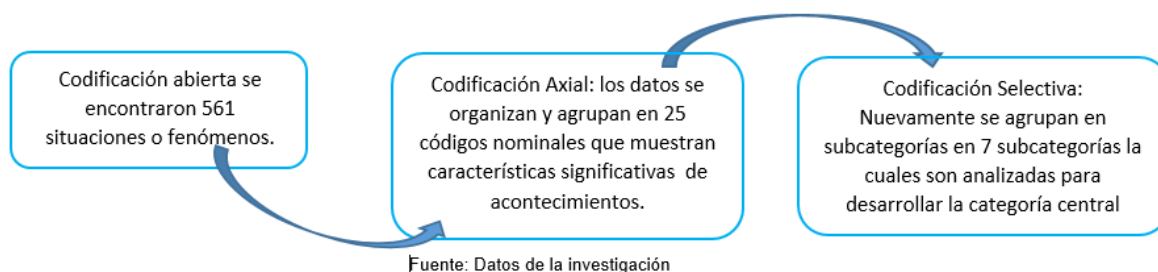 Codificación abierta se
encontraron 561
situaciones o fenómenos.
Codificación Axial: los datos se
organizan y agrupan en 25
códigos nominales que muestran
características significativas de
acontecimientos.
Codificación Selectiva:
Nuevamente se agrupan en
subcategorías en 7 subcategorías la
cuales son analizadas para
desarrollar la categoría central
Fuente: Datos de la investigación